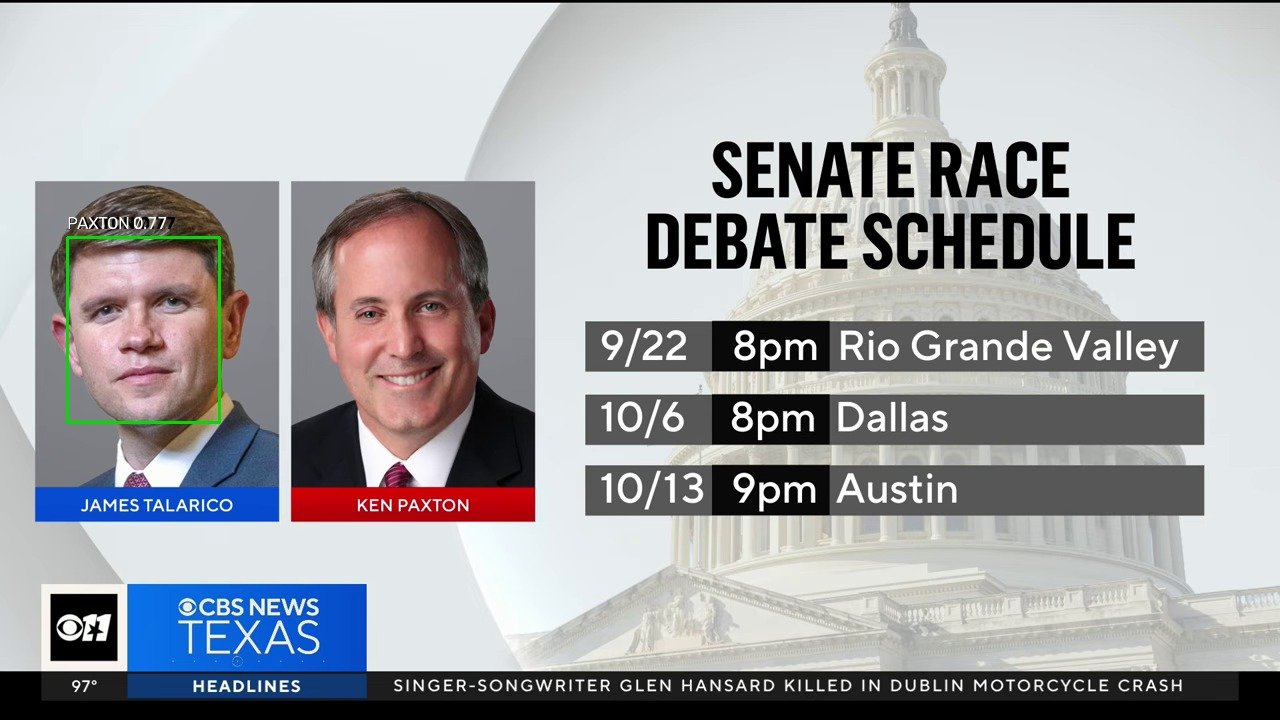 PAXTON 0.777
JAMES TALARICO
KEN PAXTON
SENATE RACE
DEBATE SCHEDULE
9/22 8pm Rio Grande Valley
10/6 8pm Dallas
10/13 9pm Austin
11
CBS NEWS
TEXAS
97° HEADLINES SINGER-SONGWRITER GLEN HANSARD KILLED IN DUBLIN MOTORCYCLE CRASH